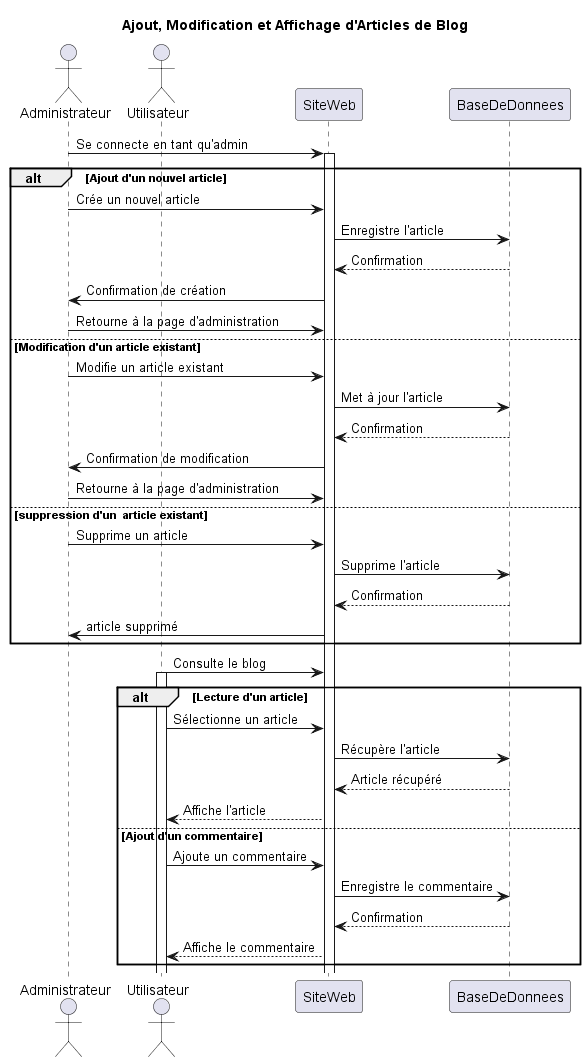 Ajout, Modification et Affichage d'Articles de Blog
Administrateur
Utilisateur
SiteWeb
BaseDeDonnees
Se connecte en tant qu'admin
alt
[Ajout d'un nouvel article]
Crée un nouvel article
Enregistre l'article
Confirmation
Confirmation de création
Retourne à la page d'administration
[Modification d'un article existant]
Modifie un article existant
Met à jour l'article
Confirmation
Confirmation de modification
Retourne à la page d'administration
[suppression d'un  article existant]
Supprime un article
Supprime l'article
Confirmation
article supprimé
Consulte le blog
alt
[Lecture d'un article]
Sélectionne un article
Récupère l'article
Article récupéré
Affiche l'article
[Ajout d'un commentaire]
Ajoute un commentaire
Enregistre le commentaire
Confirmation
Affiche le commentaire
Administrateur
Utilisateur
SiteWeb
BaseDeDonnees